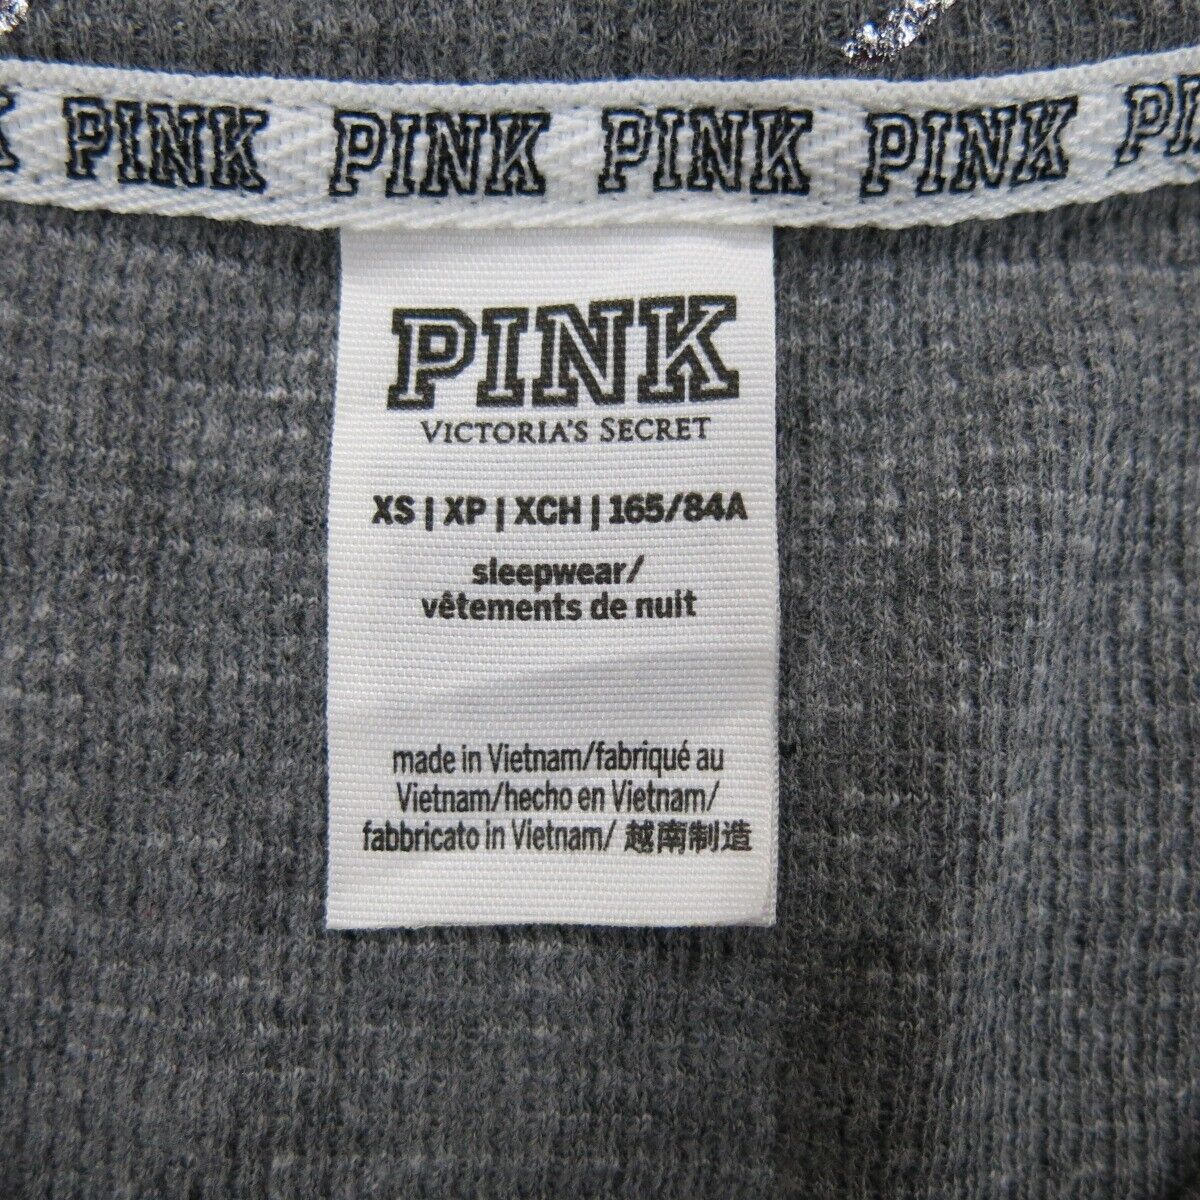 PINK PINK PINK PINK PINK
PINK
VICTORIA'S SECRET
XS | XP | XCH | 165/84A
sleepwear/
vêtements de nuit
made in Vietnam/fabriqué au
Vietnam/hecho en Vietnam/
fabbricato in Vietnam/ 越南制造